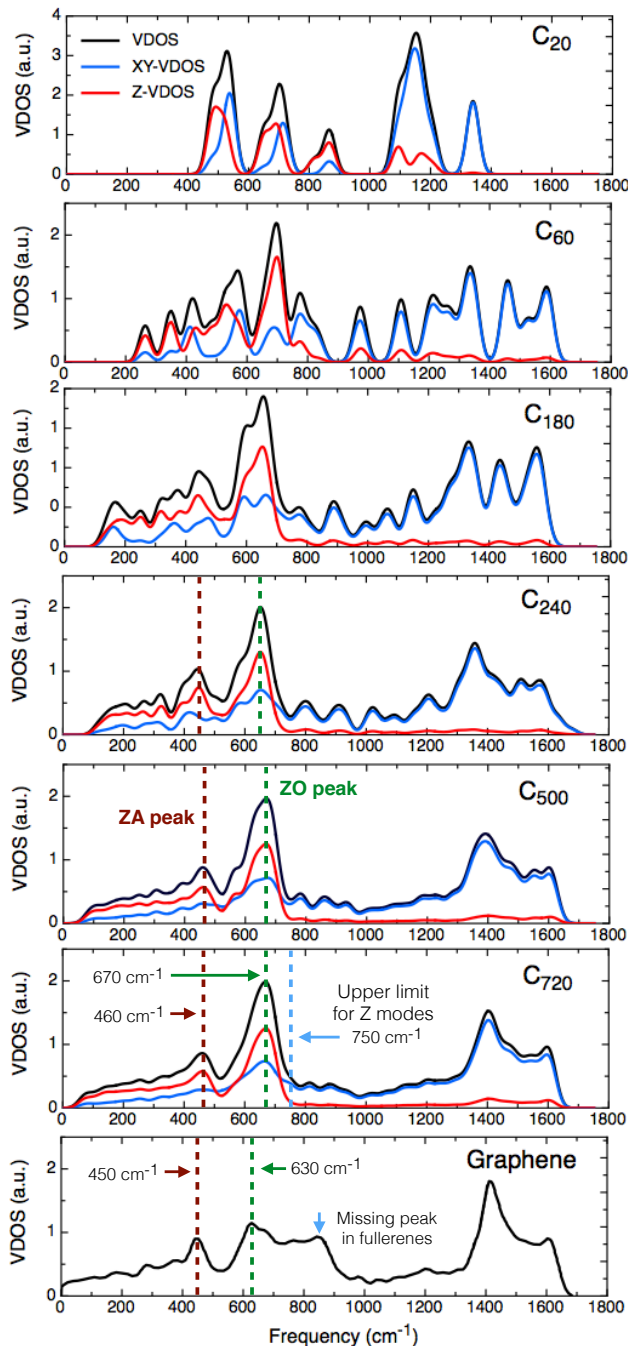 C20
VDOS
XY-VDOS
Z-VDOS
VDOS (a.u.)
4
3
2
1
0
0 200 400 600 800 1000 1200 1400 1600 1800
C60
VDOS (a.u.)
2
1
0
0 200 400 600 800 1000 1200 1400 1600 1800
C180
VDOS (a.u.)
2
2
1
0
0
0 200 400 600 800 1000 1200 1400 1600 1800
C240
VDOS (a.u.)
2
1
0
0 200 400 600 800 1000 1200 1400 1600 1800
C500
VDOS (a.u.)
ZA peak
ZO peak
2
1
0
0 200 400 600 800 1000 1200 1400 1600 1800
C720
VDOS (a.u.)
670 cm-1
460 cm-1
Upper limit
for Z modes
750 cm-1
2
1
0
0 200 400 600 800 1000 1200 1400 1600 1800
Graphene
VDOS (a.u.)
450 cm-1
630 cm-1
Missing peak
in fullerenes
2
1
0
0 200 400 600 800 1000 1200 1400 1600 1800
Frequency (cm-1)